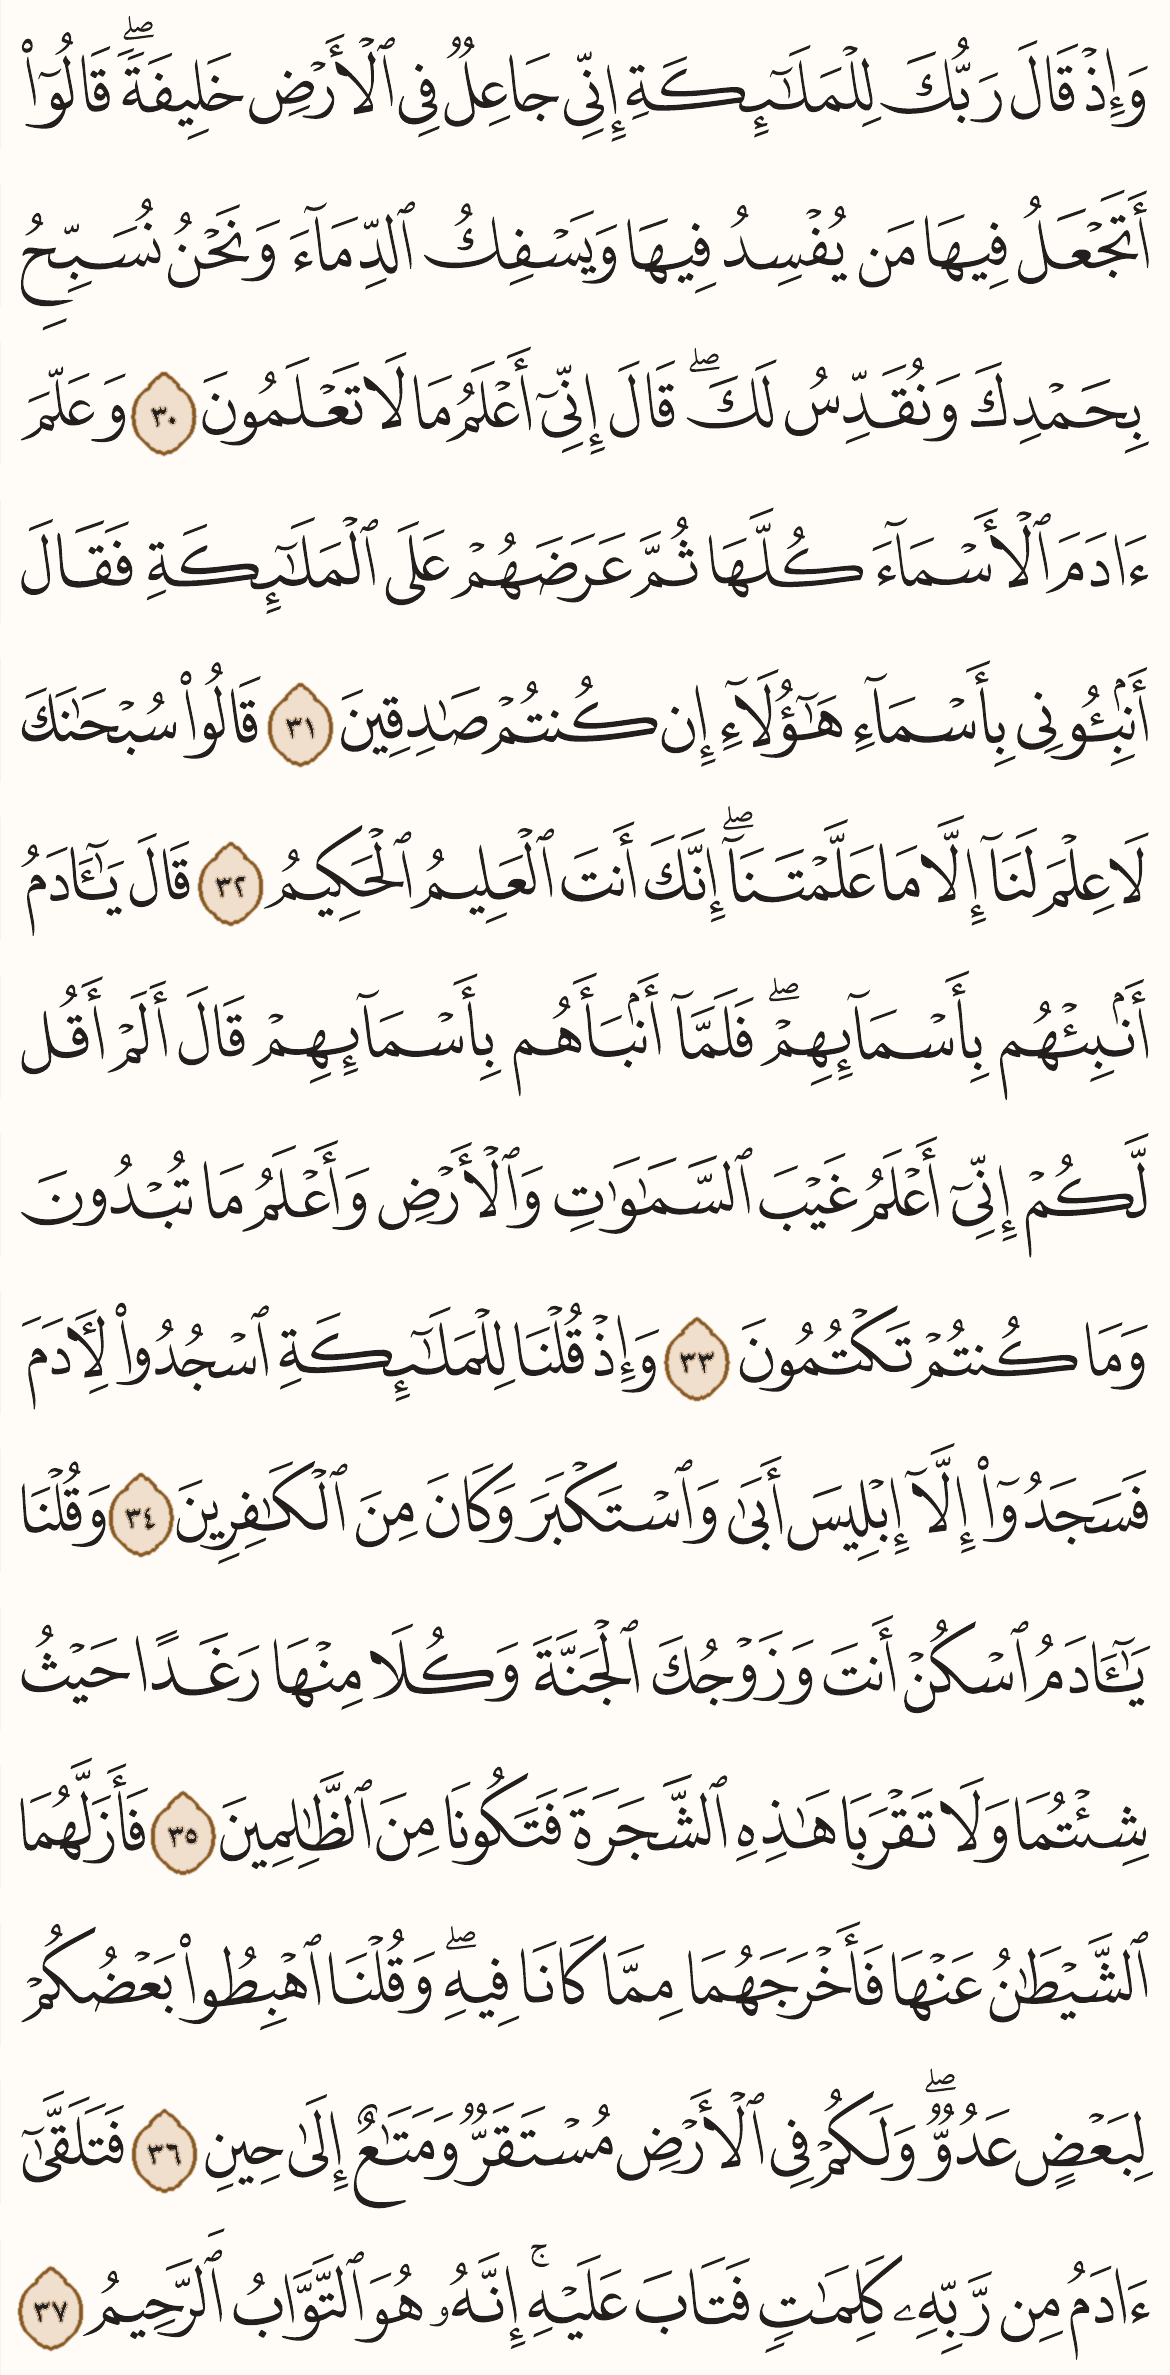 وَإِذْ قَالَ رَبُّكَ لِلْمَلَـٰٓئِكَةِ إِنِّى جَاعِلٌ فِى ٱلْأَرْضِ خَلِيفَةً ۖ قَالُوٓا۟
أَتَجْعَلُ فِيهَا مَن يُفْسِدُ فِيهَا وَيَسْفِكُ ٱلدِّمَآءَ وَنَحْنُ نُسَبِّحُ
بِحَمْدِكَ وَنُقَدِّسُ لَكَ ۖ قَالَ إِنِّىٓ أَعْلَمُ مَا لَا تَعْلَمُونَ ٣٠ وَعَلَّمَ
ءَادَمَ ٱلْأَسْمَآءَ كُلَّهَا ثُمَّ عَرَضَهُمْ عَلَى ٱلْمَلَـٰٓئِكَةِ فَقَالَ
أَنۢبِـُٔونِى بِأَسْمَآءِ هَـٰٓؤُلَآءِ إِن كُنتُمْ صَـٰدِقِينَ ٣١ قَالُوا۟ سُبْحَـٰنَكَ
لَا عِلْمَ لَنَآ إِلَّا مَا عَلَّمْتَنَآ ۖ إِنَّكَ أَنتَ ٱلْعَلِيمُ ٱلْحَكِيمُ ٣٢ قَالَ يَـٰٓـَٔادَمُ
أَنۢبِئْهُم بِأَسْمَآئِهِمْ ۖ فَلَمَّآ أَنۢبَأَهُم بِأَسْمَآئِهِمْ قَالَ أَلَمْ أَقُل
لَّكُمْ إِنِّىٓ أَعْلَمُ غَيْبَ ٱلسَّمَـٰوَٰتِ وَٱلْأَرْضِ وَأَعْلَمُ مَا تُبْدُونَ
وَمَا كُنتُمْ تَكْتُمُونَ ٣٣ وَإِذْ قُلْنَا لِلْمَلَـٰٓئِكَةِ ٱسْجُدُوا۟ لِـَٔادَمَ
فَسَجَدُوٓا۟ إِلَّآ إِبْلِيسَ أَبَىٰ وَٱسْتَكْبَرَ وَكَانَ مِنَ ٱلْكَـٰفِرِينَ ٣٤ وَقُلْنَا
يَـٰٓـَٔادَمُ ٱسْكُنْ أَنتَ وَزَوْجُكَ ٱلْجَنَّةَ وَكُلَا مِنْهَا رَغَدًا حَيْثُ
شِئْتُمَا وَلَا تَقْرَبَا هَـٰذِهِ ٱلشَّجَرَةَ فَتَكُونَا مِنَ ٱلظَّـٰلِمِينَ ٣٥ فَأَزَلَّهُمَا
ٱلشَّيْطَـٰنُ عَنْهَا فَأَخْرَجَهُمَا مِمَّا كَانَا فِيهِ ۖ وَقُلْنَا ٱهْبِطُوا۟ بَعْضُكُمْ
لِبَعْضٍ عَدُوٌّ ۖ وَلَكُمْ فِى ٱلْأَرْضِ مُسْتَقَرٌّ وَمَتَـٰعٌ إِلَىٰ حِينٍ ٣٦ فَتَلَقَّىٰٓ
ءَادَمُ مِن رَّبِّهِۦ كَلِمَـٰتٍ فَتَابَ عَلَيْهِ ۚ إِنَّهُۥ هُوَ ٱلتَّوَّابُ ٱلرَّحِيمُ ٣٧